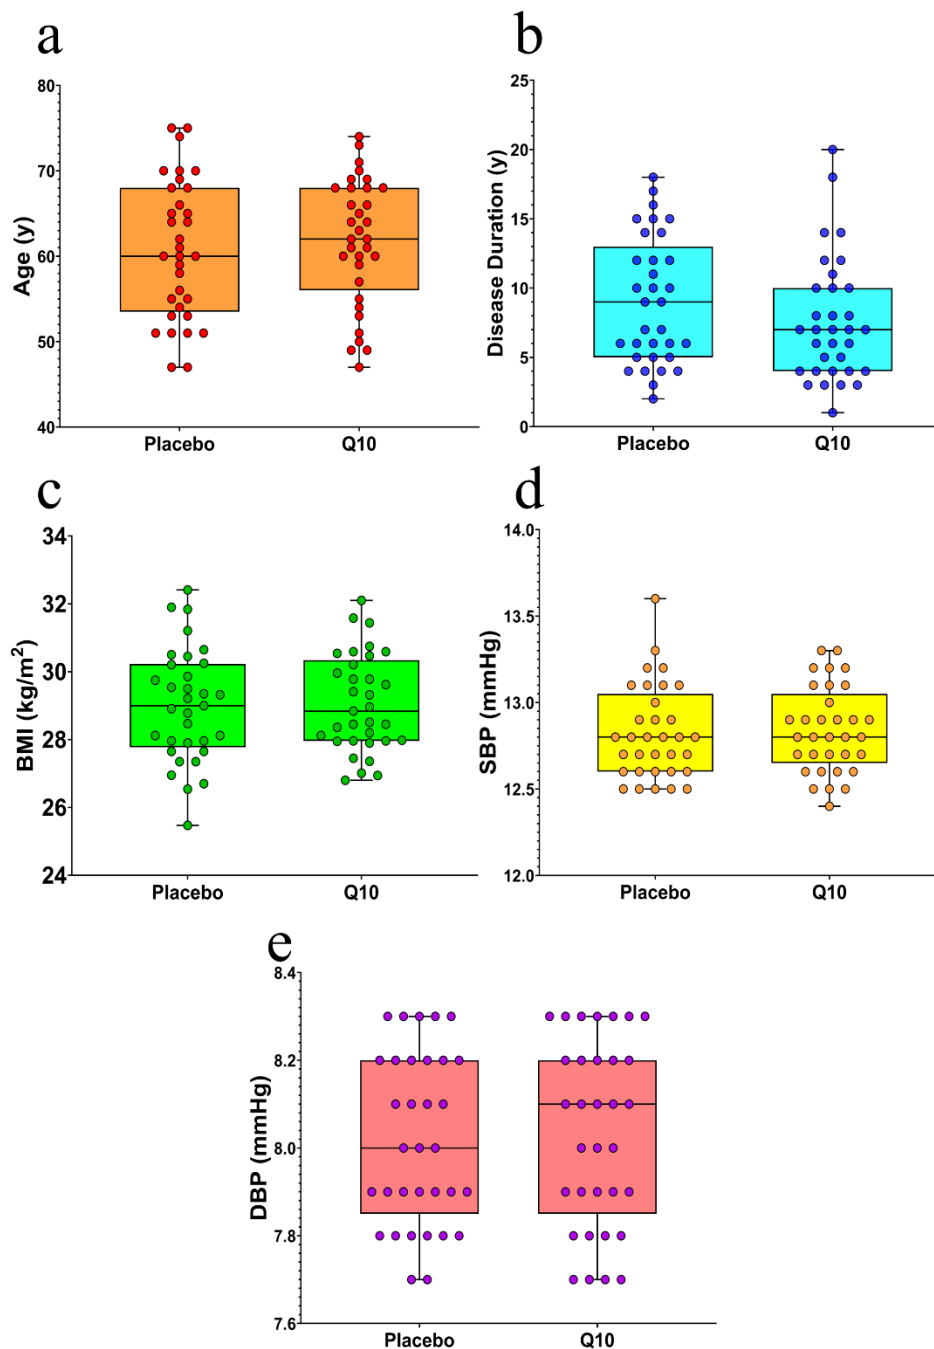 a
Age (y)
80
70
60
50
40
Placebo
Q10
b
Disease Duration (y)
25
20
15
10
5
0
Placebo
Q10
c
BMI (kg/m²)
34
32
30
28
26
24
Placebo
Q10
d
SBP (mmHg)
14.0
13.5
13.0
12.5
12.0
Placebo
Q10
e
DBP (mmHg)
8.4
8.2
8.0
7.8
7.6
Placebo
Q10